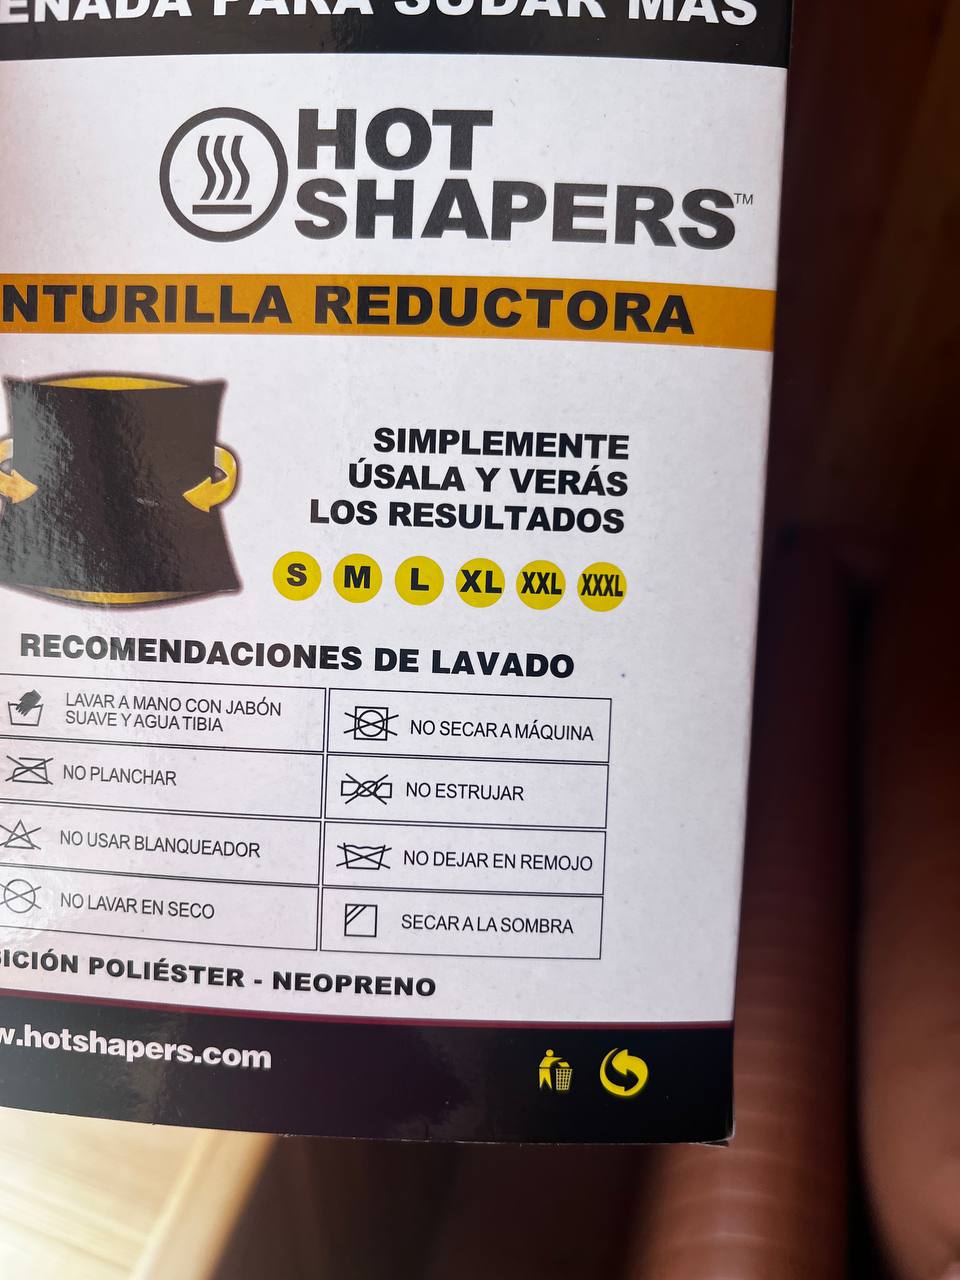 PARA SUDAR MÁS
HOT
SHAPERS™
NTURILLA REDUCTORA
SIMPLEMENTE
ÚSALA Y VERÁS
LOS RESULTADOS
S M L XL XXL XXXL
RECOMENDACIONES DE LAVADO
LAVAR A MANO CON JABÓN
SUAVE Y AGUA TIBIA
NO SECAR A MÁQUINA
NO PLANCHAR
NO ESTRUJAR
NO USAR BLANQUEADOR
NO DEJAR EN REMOJO
NO LAVAR EN SECO
SECAR A LA SOMBRA
SICIÓN POLIÉSTER - NEOPRENO
w.hotshapers.com